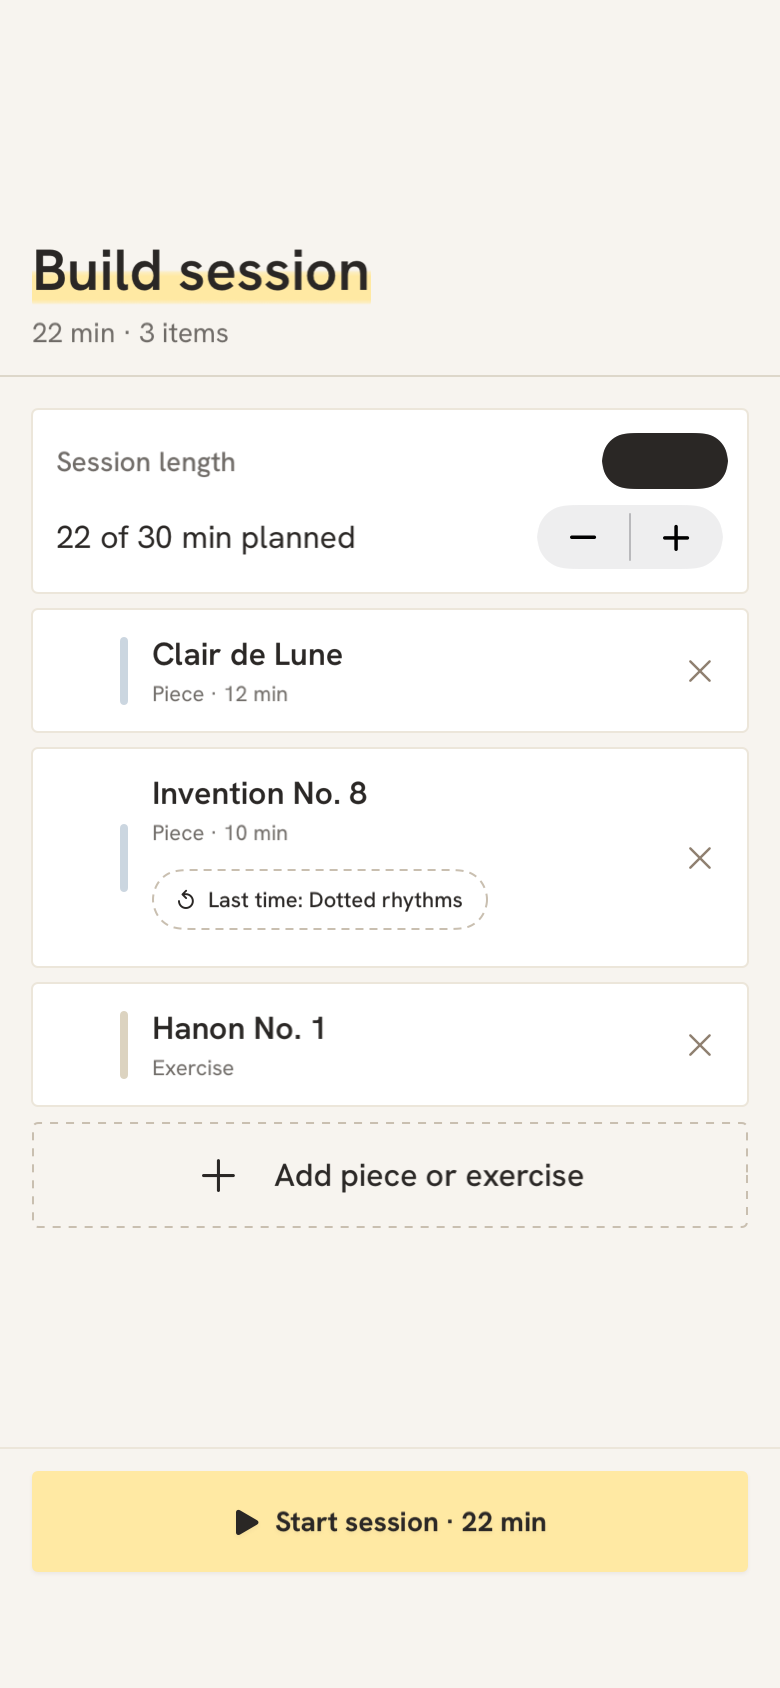 Build session
22 min · 3 items
Session length
22 of 30 min planned
Clair de Lune
Piece · 12 min
Invention No. 8
Piece · 10 min
Last time: Dotted rhythms
Hanon No. 1
Exercise
Add piece or exercise
Start session · 22 min